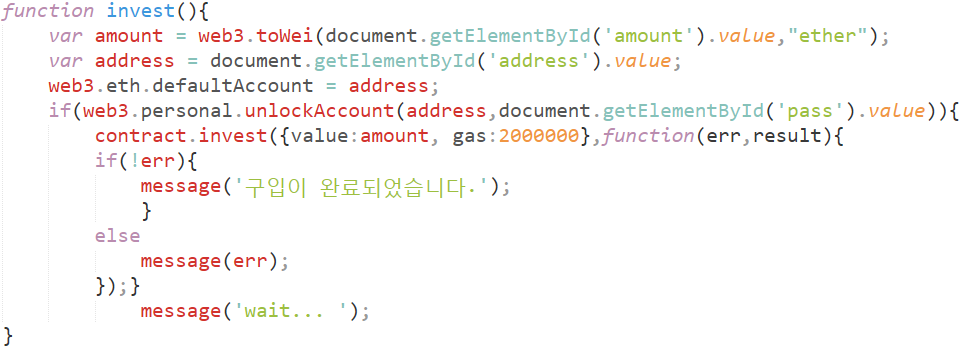 function invest(){
var amount = web3.toWei(document.getElementById('amount').value,"ether");
var address = document.getElementById('address').value;
web3.eth.defaultAccount = address;
if(web3.personal.unlockAccount(address,document.getElementById('pass').value)){
contract.invest({value:amount, gas:2000000},function(err,result){
if(!err){
message('구입이 완료되었습니다.');
}
else
message(err);
});}
message('wait... ');
}